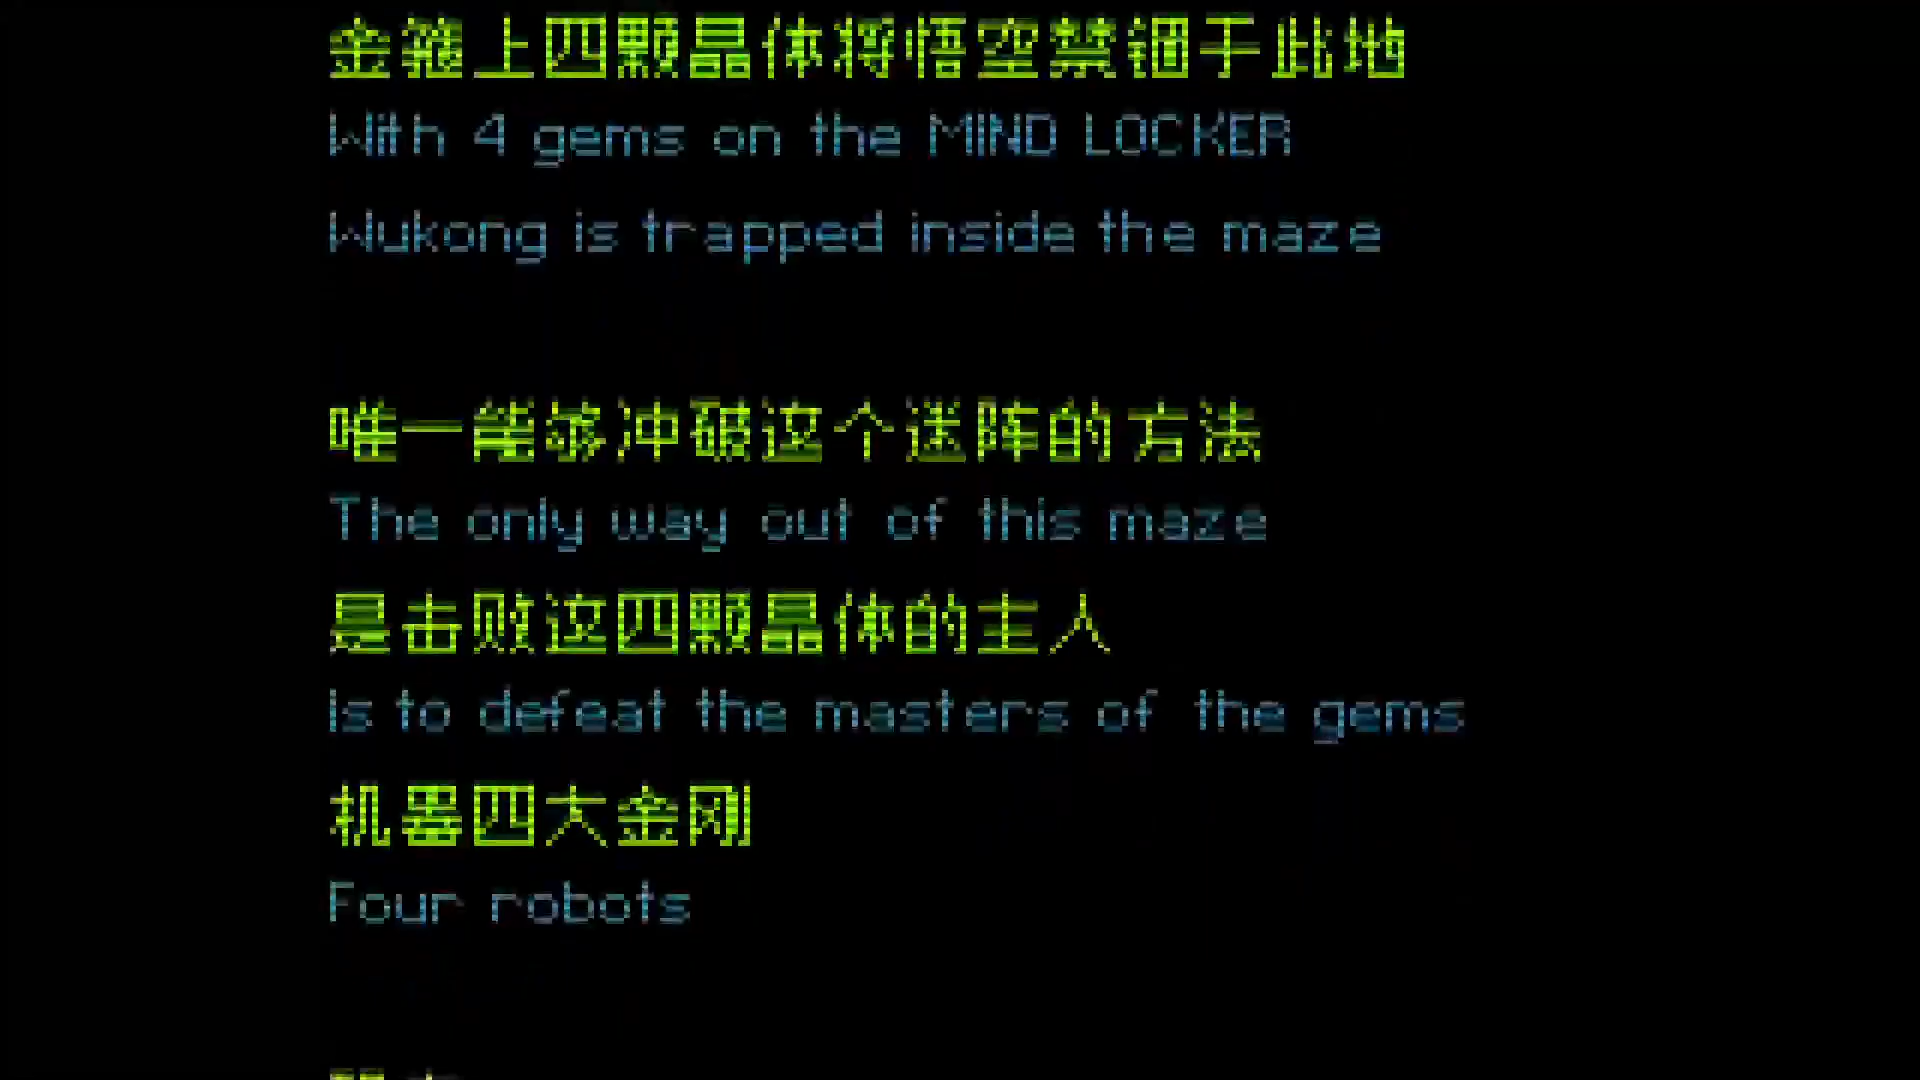 金箍上四颗晶体将悟空禁锢于此地
With 4 gems on the MIND LOCKER
Wukong is trapped inside the maze
唯一能够冲破这个迷阵的方法
The only way out of this maze
是击败这四颗晶体的主人
Is to defeat the masters of the gems
机器四大金刚
Four robots